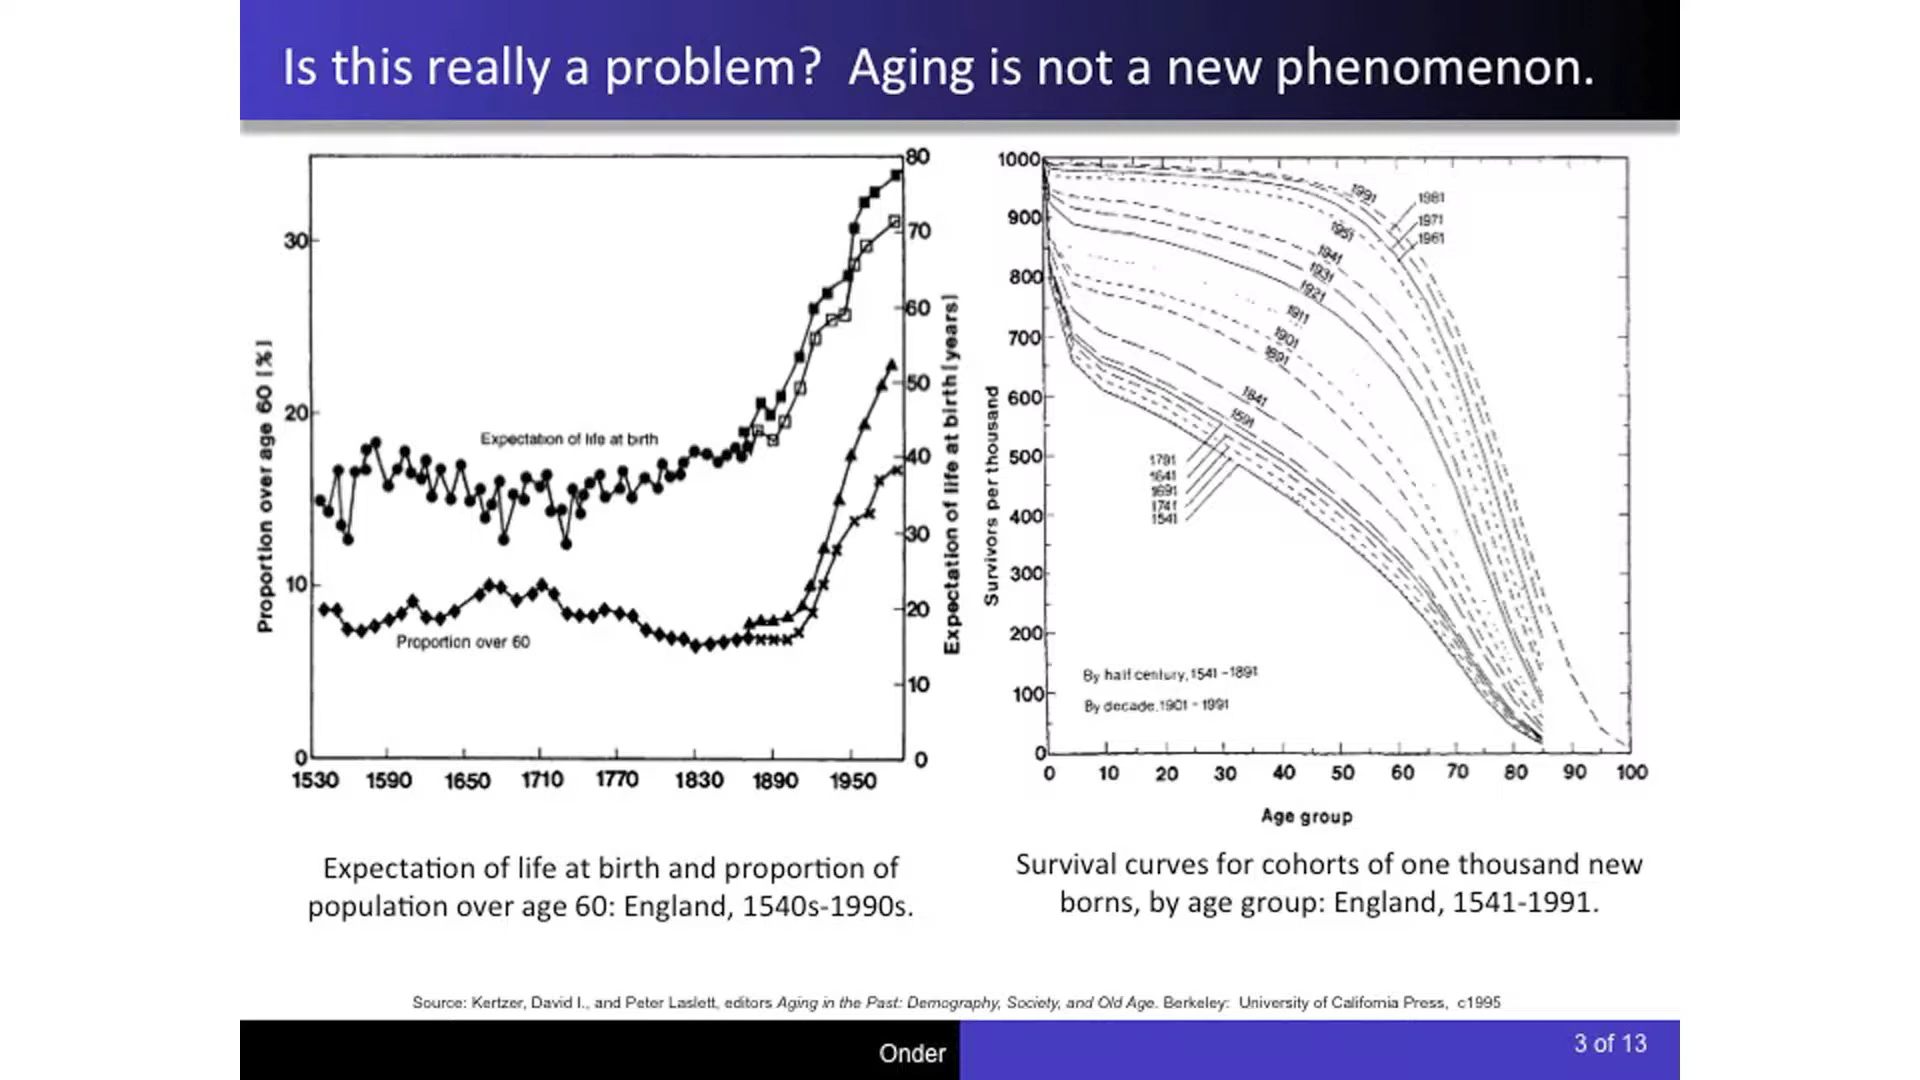 Is this really a problem? Aging is not a new phenomenon.
Proportion over age 60 [%]
30
20
10
0
1530 1590 1650 1710 1770 1830 1890 1950
Expectation of life at birth
Proportion over 60
80
70
60
50
40
30
20
10
0
Expectation of life at birth [years]
Survivors per thousand
1000
900
800
700
600
500
400
300
200
100
0
1991
1981
1971
1961
1951
1941
1931
1921
1911
1901
1891
1841
1591
1791
1641
1691
1741
1541
By half century, 1541 - 1891
By decade, 1901 - 1991
0 10 20 30 40 50 60 70 80 90 100
Age group
Expectation of life at birth and proportion of
population over age 60: England, 1540s-1990s.
Survival curves for cohorts of one thousand new
borns, by age group: England, 1541-1991.
Source: Kertzer, David I., and Peter Laslett, editors Aging in the Past: Demography, Society, and Old Age. Berkeley: University of California Press, c1995
Onder
3 of 13